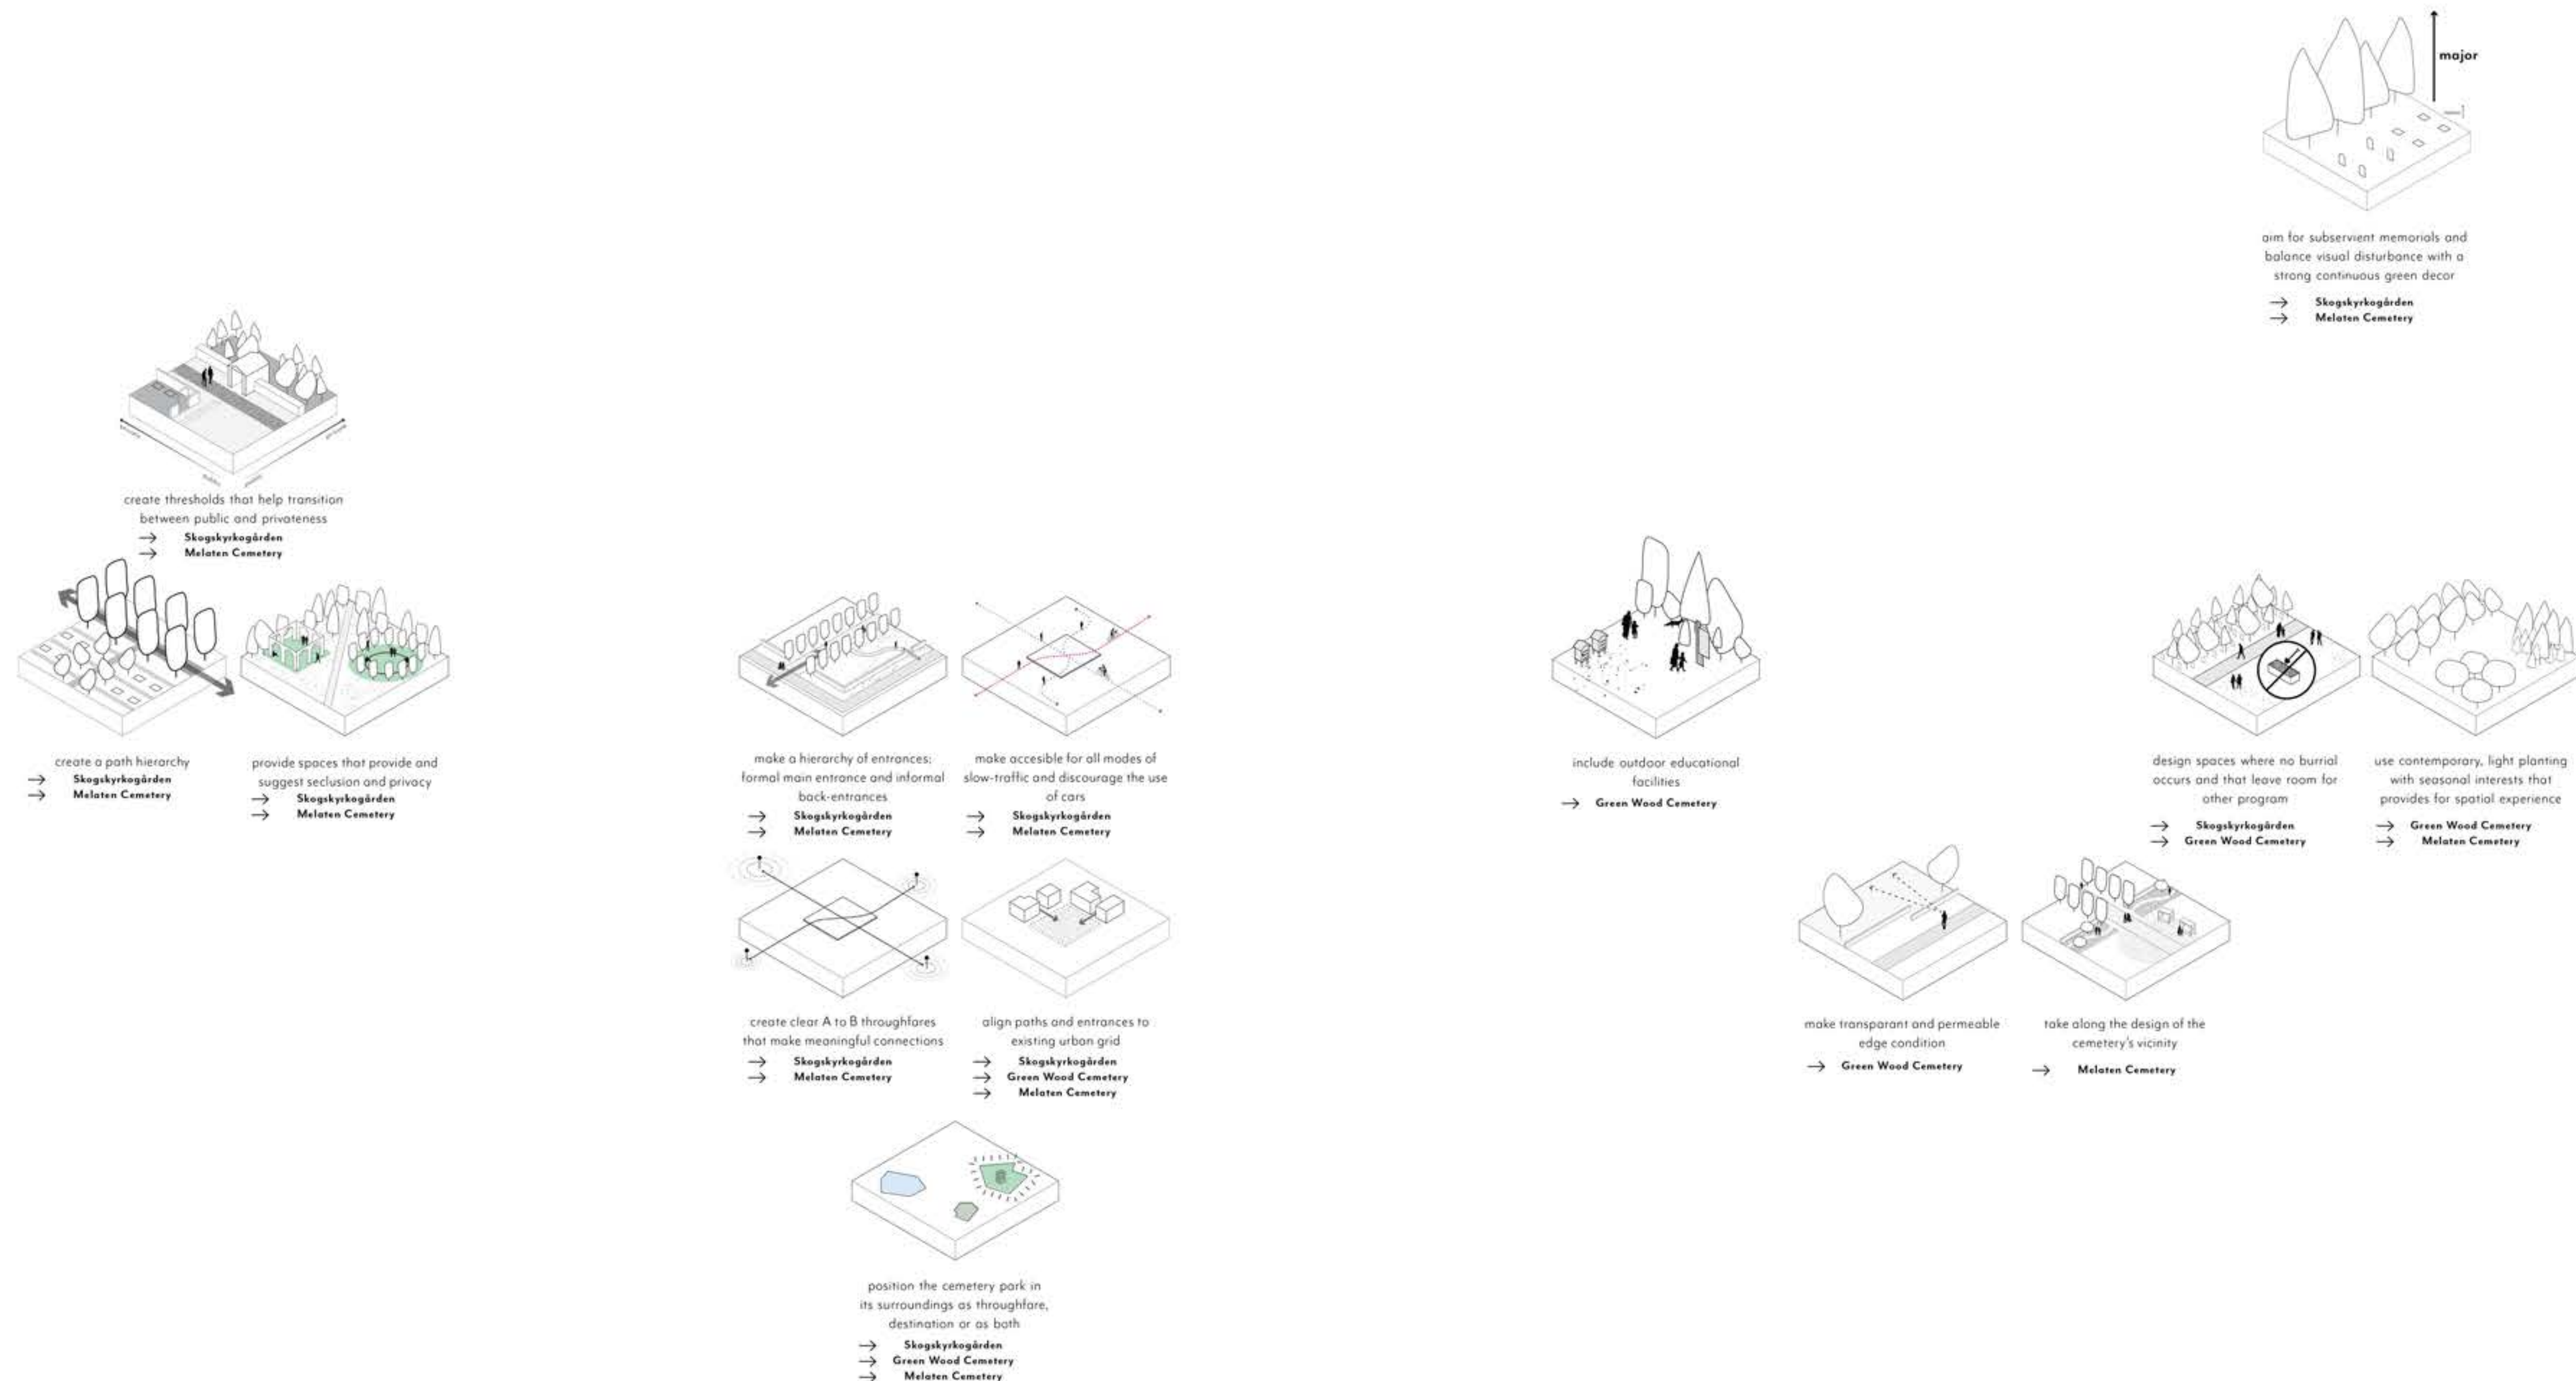 major
aim for subservient memorials and
balance visual disturbance with a
strong continuous green decor
→ Skogskyrkogården
→ Melaten Cemetery
create thresholds that help transition
between public and privateness
→ Skogskyrkogården
→ Melaten Cemetery
create a path hierarchy
→ Skogskyrkogården
→ Melaten Cemetery
provide spaces that provide and
suggest seclusion and privacy
→ Skogskyrkogården
→ Melaten Cemetery
make a hierarchy of entrances:
formal main entrance and informal
back-entrances
→ Skogskyrkogården
→ Melaten Cemetery
make accesible for all modes of
slow-traffic and discourage the use
of cars
→ Skogskyrkogården
→ Melaten Cemetery
include outdoor educational
facilities
→ Green Wood Cemetery
design spaces where no burrial
occurs and that leave room for
other program
→ Skogskyrkogården
→ Green Wood Cemetery
use contemporary, light planting
with seasonal interests that
provides for spatial experience
→ Green Wood Cemetery
→ Melaten Cemetery
create clear A to B throughfares
that make meaningful connections
→ Skogskyrkogården
→ Melaten Cemetery
align paths and entrances to
existing urban grid
→ Skogskyrkogården
→ Green Wood Cemetery
→ Melaten Cemetery
make transparant and permeable
edge condition
→ Green Wood Cemetery
take along the design of the
cemetery's vicinity
→ Melaten Cemetery
position the cemetery park in
its surroundings as throughfare,
destination or as both
→ Skogskyrkogården
→ Green Wood Cemetery
→ Melaten Cemetery